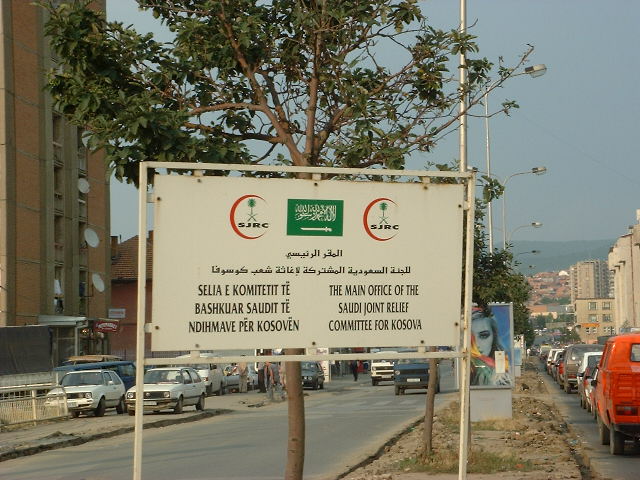 SJRC
SJRC
المقر الرئيسي
للجنة السعودية المشتركة لإغاثة شعب كوسوفا
SELIA E KOMITETIT TË
BASHKUAR SAUDIT TË
NDIHMAVE PËR KOSOVËN
THE MAIN OFFICE OF THE
SAUDI JOINT RELIEF
COMMITTEE FOR KOSOVA